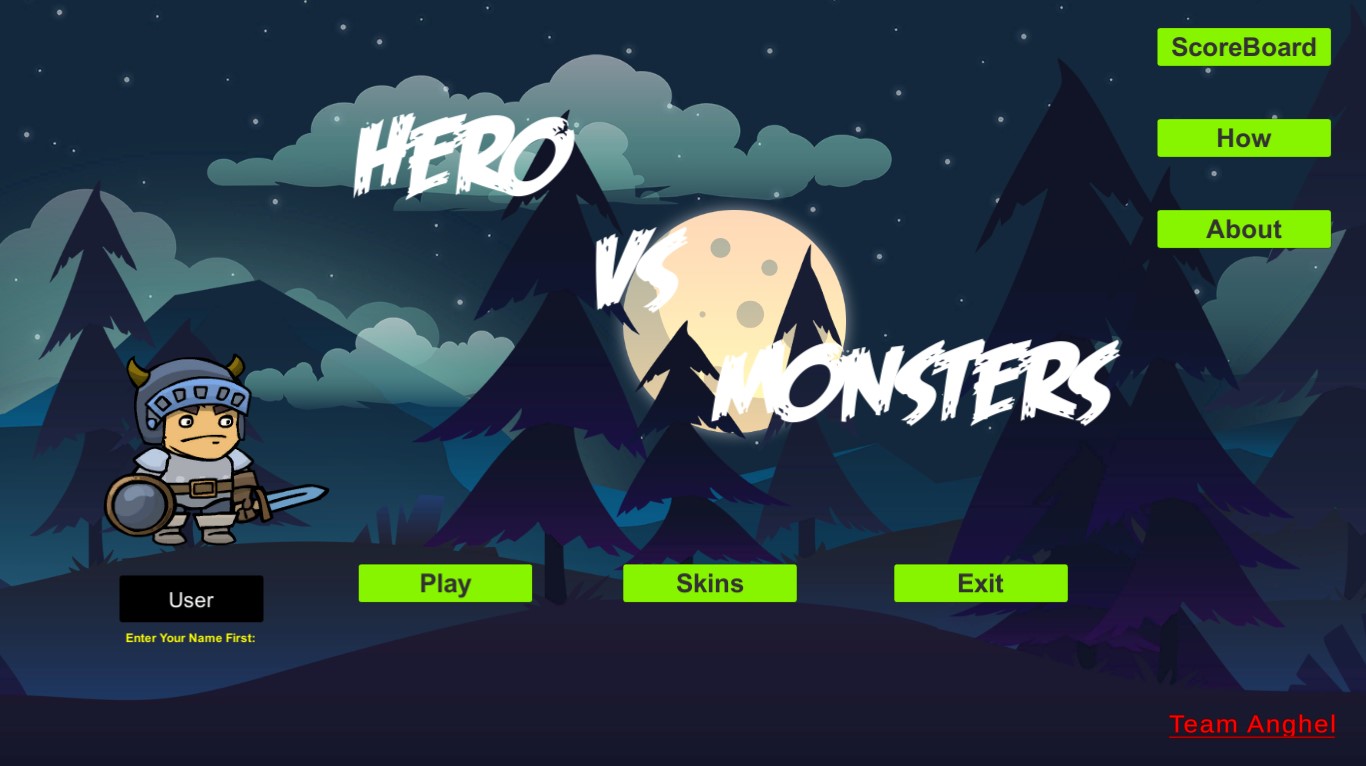 ScoreBoard
HERO
How
VS
About
MONSTERS
User
Enter Your Name First:
Play
Skins
Exit
Team Anghel